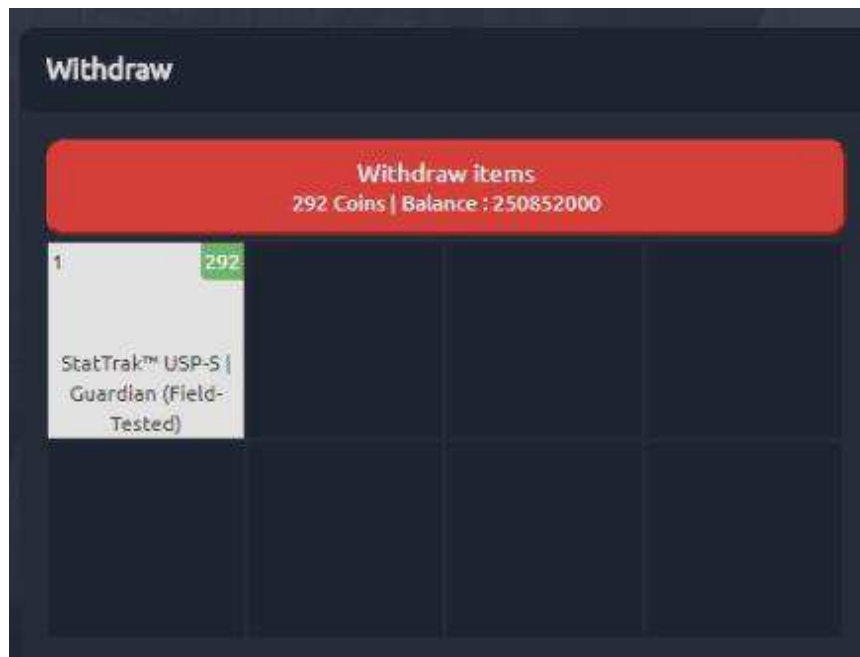 Withdraw
Withdraw items
292 Coins | Balance : 250852000
1
292
StatTrak™ USP-S |
Guardian (Field-
Tested)